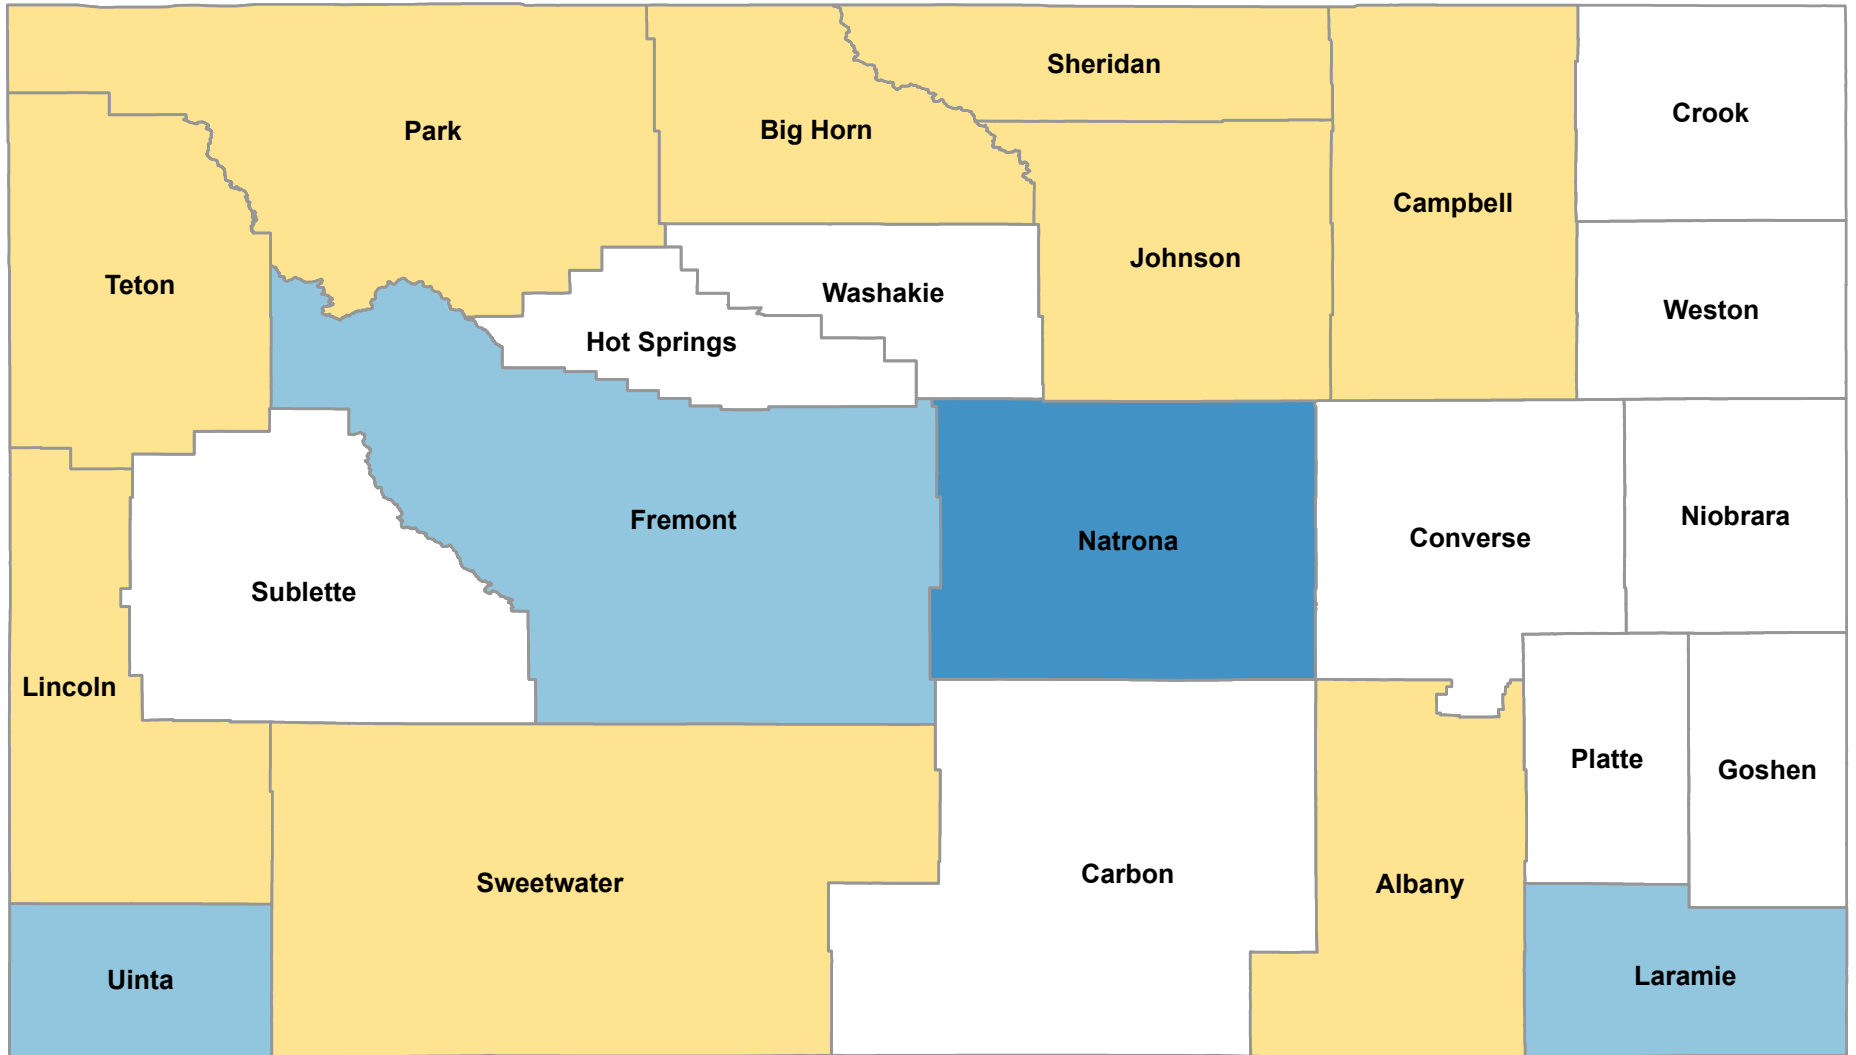 Sheridan
Crook
Park
Big Horn
Campbell
Johnson
Teton
Washakie
Weston
Hot Springs
Niobrara
Fremont
Converse
Natrona
Sublette
Lincoln
Platte
Goshen
Carbon
Sweetwater
Albany
Laramie
Uinta